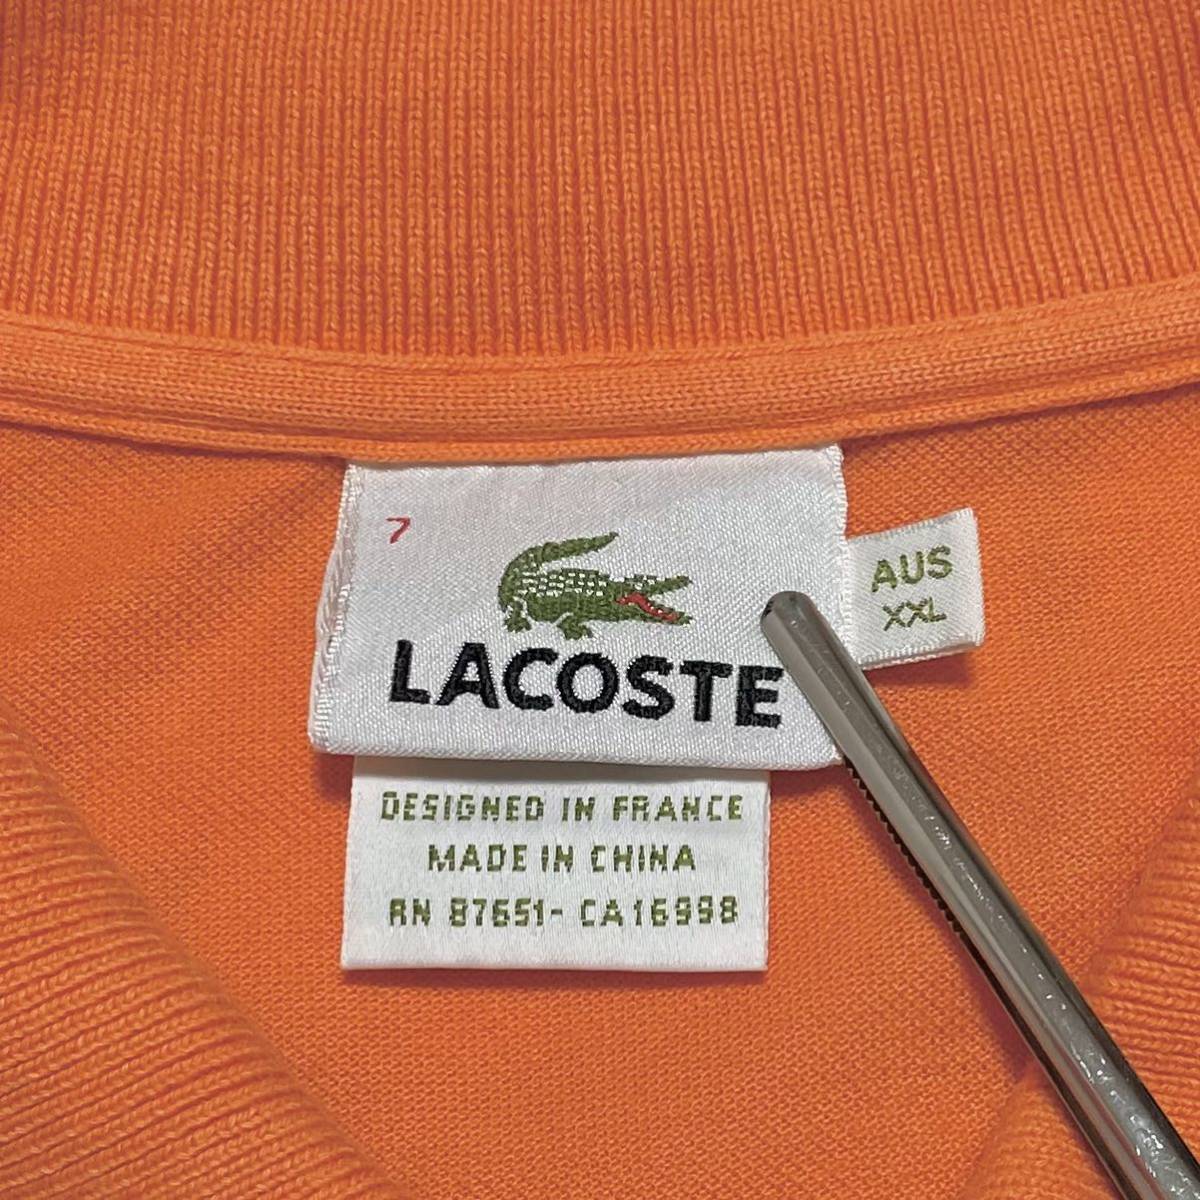 7
LACOSTE
AUS
XXL
DESIGNED IN FRANCE
MADE IN CHINA
RN 87651- CA16998